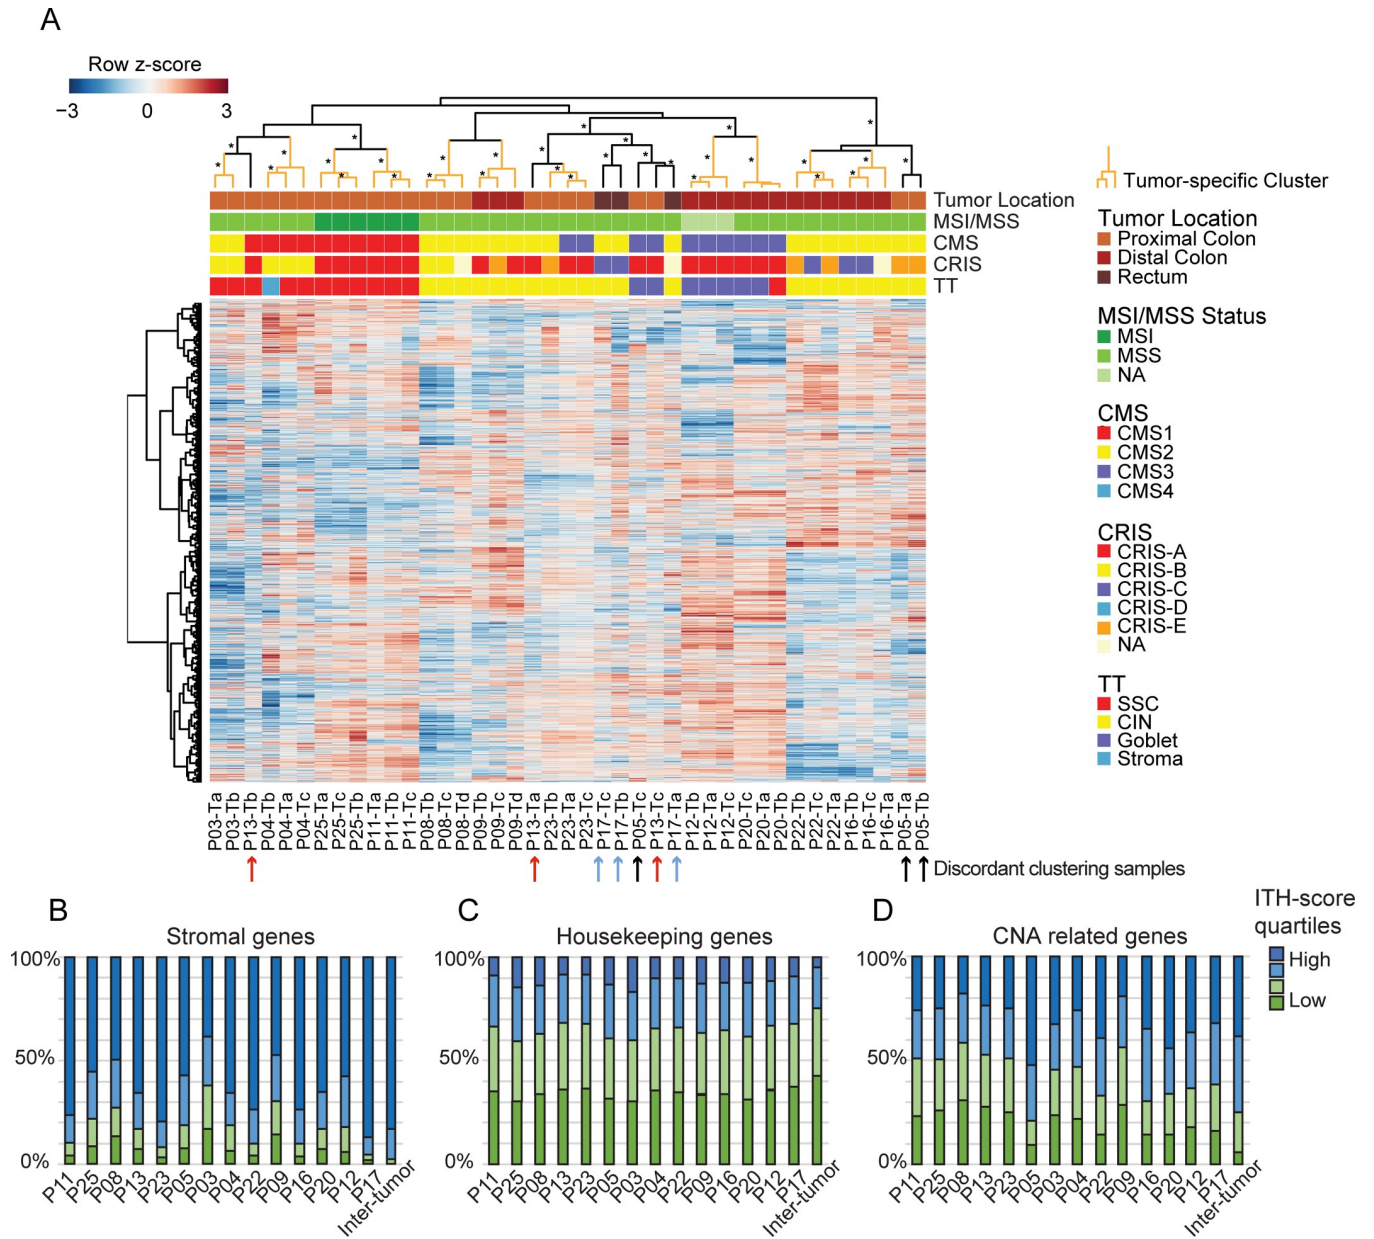 A
Row z-score
−3 0 3
* * * * * * * * * * * * * * * * * * * * * * * * * * * * *
Tumor-specific Cluster
Tumor Location
MSI/MSS
CMS
CRIS
TT
Tumor Location
Proximal Colon
Distal Colon
Rectum
MSI/MSS Status
MSI
MSS
NA
CMS
CMS1
CMS2
CMS3
CMS4
CRIS
CRIS-A
CRIS-B
CRIS-C
CRIS-D
CRIS-E
NA
TT
SSC
CIN
Goblet
Stroma
P03-Ta
P03-Tb
P13-Tb
P04-Tb
P04-Ta
P04-Tc
P25-Ta
P25-Tc
P25-Tb
P11-Ta
P11-Tb
P11-Tc
P08-Tb
P08-Tc
P08-Td
P09-Tb
P09-Tc
P09-Td
P13-Ta
P23-Tb
P23-Ta
P23-Tc
P17-Tc
P17-Tb
P05-Tc
P13-Tc
P17-Ta
P12-Tb
P12-Ta
P12-Tc
P20-Tc
P20-Ta
P20-Tb
P22-Tb
P22-Tc
P22-Ta
P16-Tb
P16-Tc
P16-Ta
P05-Ta
P05-Tb
Discordant clustering samples
B
Stromal genes
100%
50%
0%
P11
P25
P08
P13
P23
P05
P03
P04
P22
P09
P16
P20
P12
P17
Inter-tumor
C
Housekeeping genes
100%
50%
0%
P11
P25
P08
P13
P23
P05
P03
P04
P22
P09
P16
P20
P12
P17
Inter-tumor
D
CNA related genes
100%
50%
0%
P11
P25
P08
P13
P23
P05
P03
P04
P22
P09
P16
P20
P12
P17
Inter-tumor
ITH-score
quartiles
High
Low